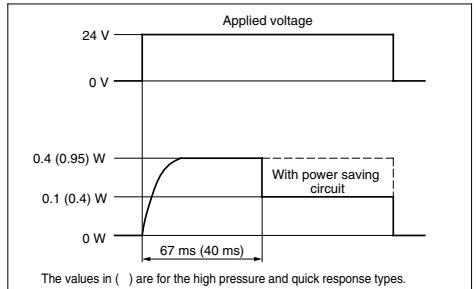 Applied voltage
24 V
0 V
0.4 (0.95) W
With power saving
circuit
0.1 (0.4) W
0 W
67 ms (40 ms)
The values in ( ) are for the high pressure and quick response types.